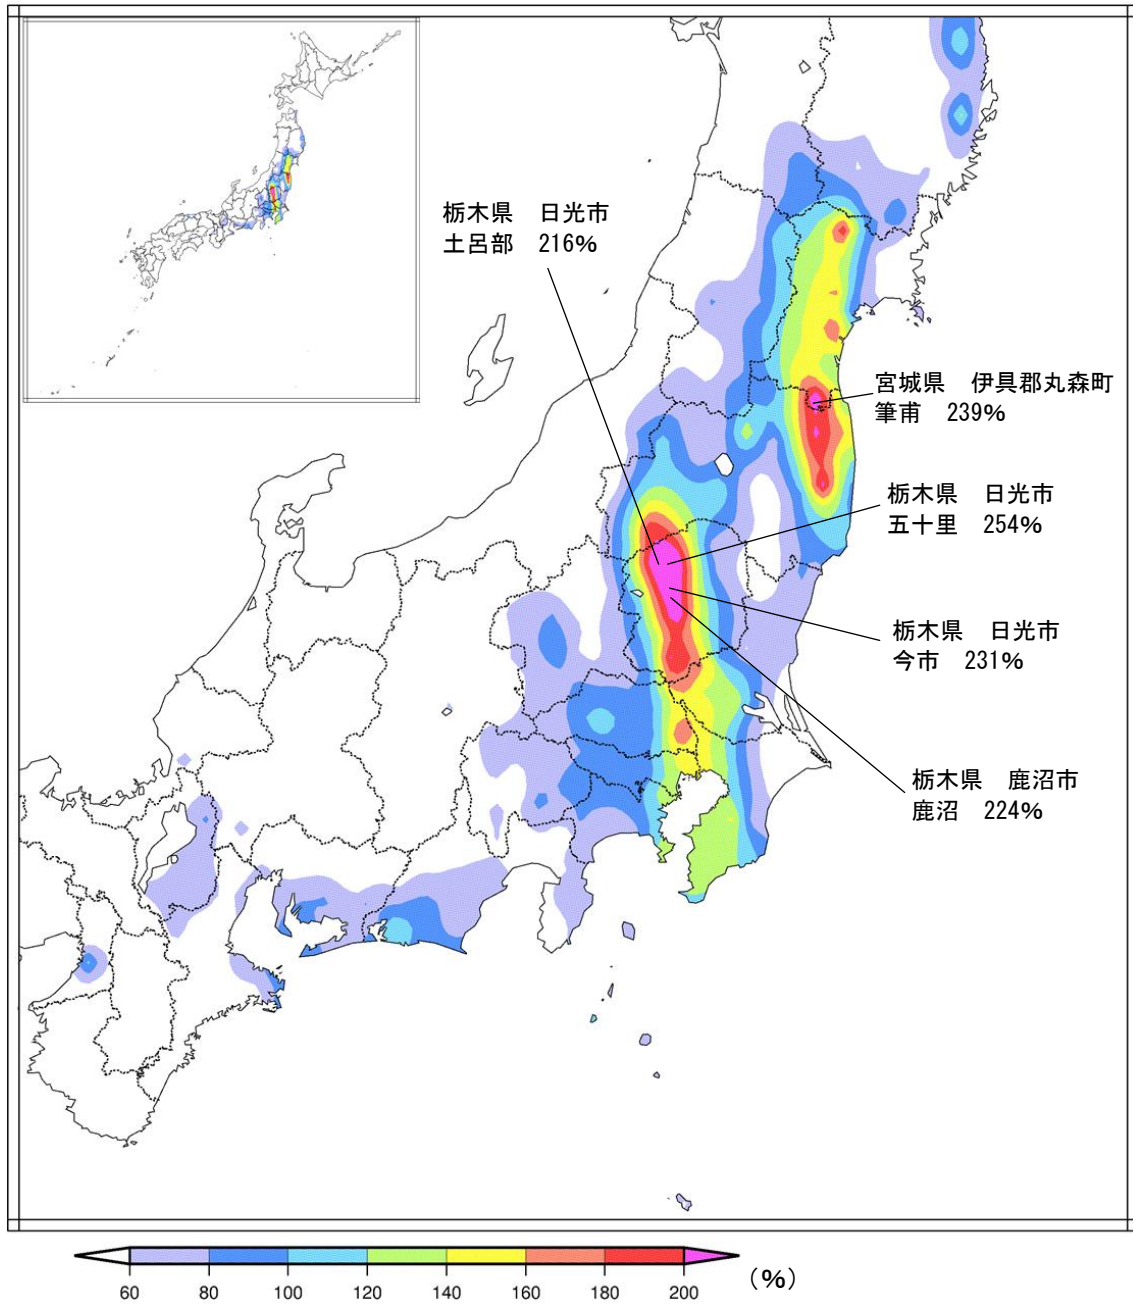 栃木県　日光市
土呂部　216%
宮城県　伊具郡丸森町
筆甫　239%
栃木県　日光市
五十里　254%
栃木県　日光市
今市　231%
栃木県　鹿沼市
鹿沼　224%
60 80 100 120 140 160 180 200
(%)